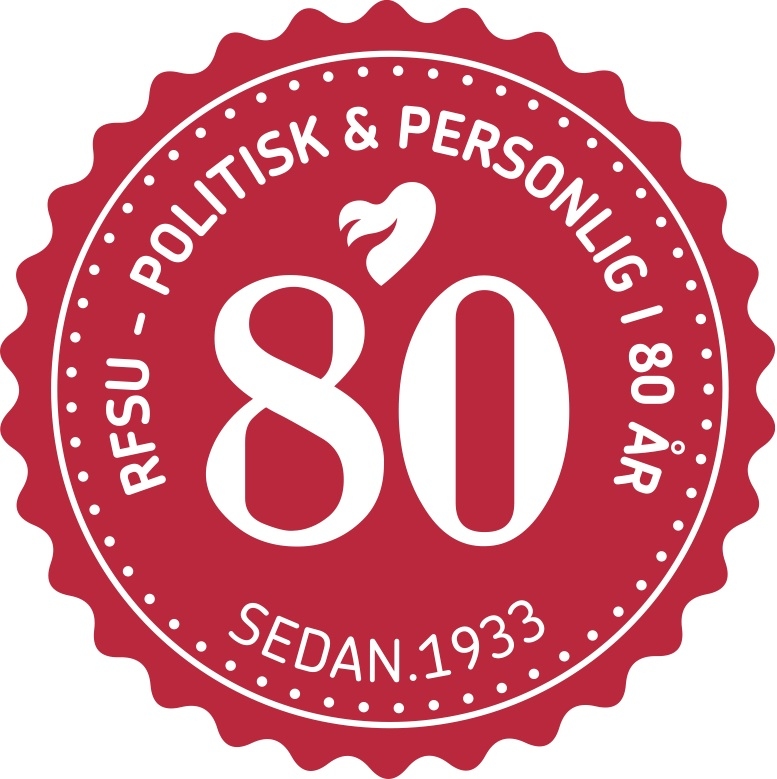 RFSU – POLITISK & PERSONLIG I 80 ÅR
80
SEDAN.1933